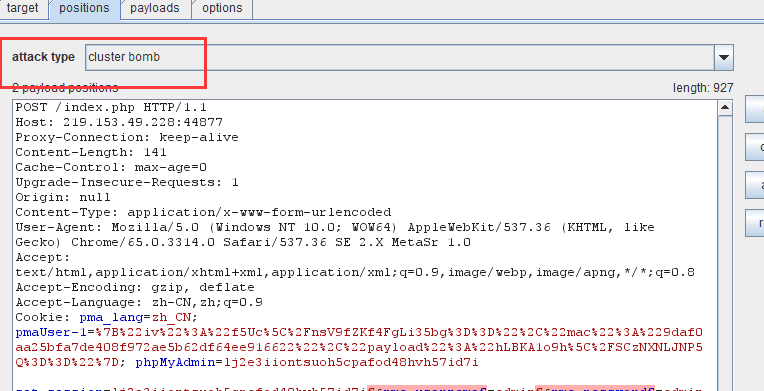 target positions payloads options
attack type cluster bomb
2 payload positions length: 927
POST /index.php HTTP/1.1
Host: 219.153.49.228:44877
Proxy-Connection: keep-alive
Content-Length: 141
Cache-Control: max-age=0
Upgrade-Insecure-Requests: 1
Origin: null
Content-Type: application/x-www-form-urlencoded
User-Agent: Mozilla/5.0 (Windows NT 10.0; WOW64) AppleWebKit/537.36 (KHTML, like
Gecko) Chrome/65.0.3314.0 Safari/537.36 SE 2.X MetaSr 1.0
Accept:
text/html,application/xhtml+xml,application/xml;q=0.9,image/webp,image/apng,*/*;q=0.8
Accept-Encoding: gzip, deflate
Accept-Language: zh-CN,zh;q=0.9
Cookie: pma_lang=zh_CN;
pmaUser-1=%7B%22iv%22%3A%22f5Uc%5C%2FnsV9fZKf4FgLi35bg%3D%3D%22%2C%22mac%22%3A%229daf0
aa25bfa7de408f972ae5b62df64ee916622%22%2C%22payload%22%3A%22hLBKA1o9h%5C%2FSCzNXNLJNP5
Q%3D%3D%22%7D; phpMyAdmin=lj2e3iiontsuoh5cpafod48hvh57id7i